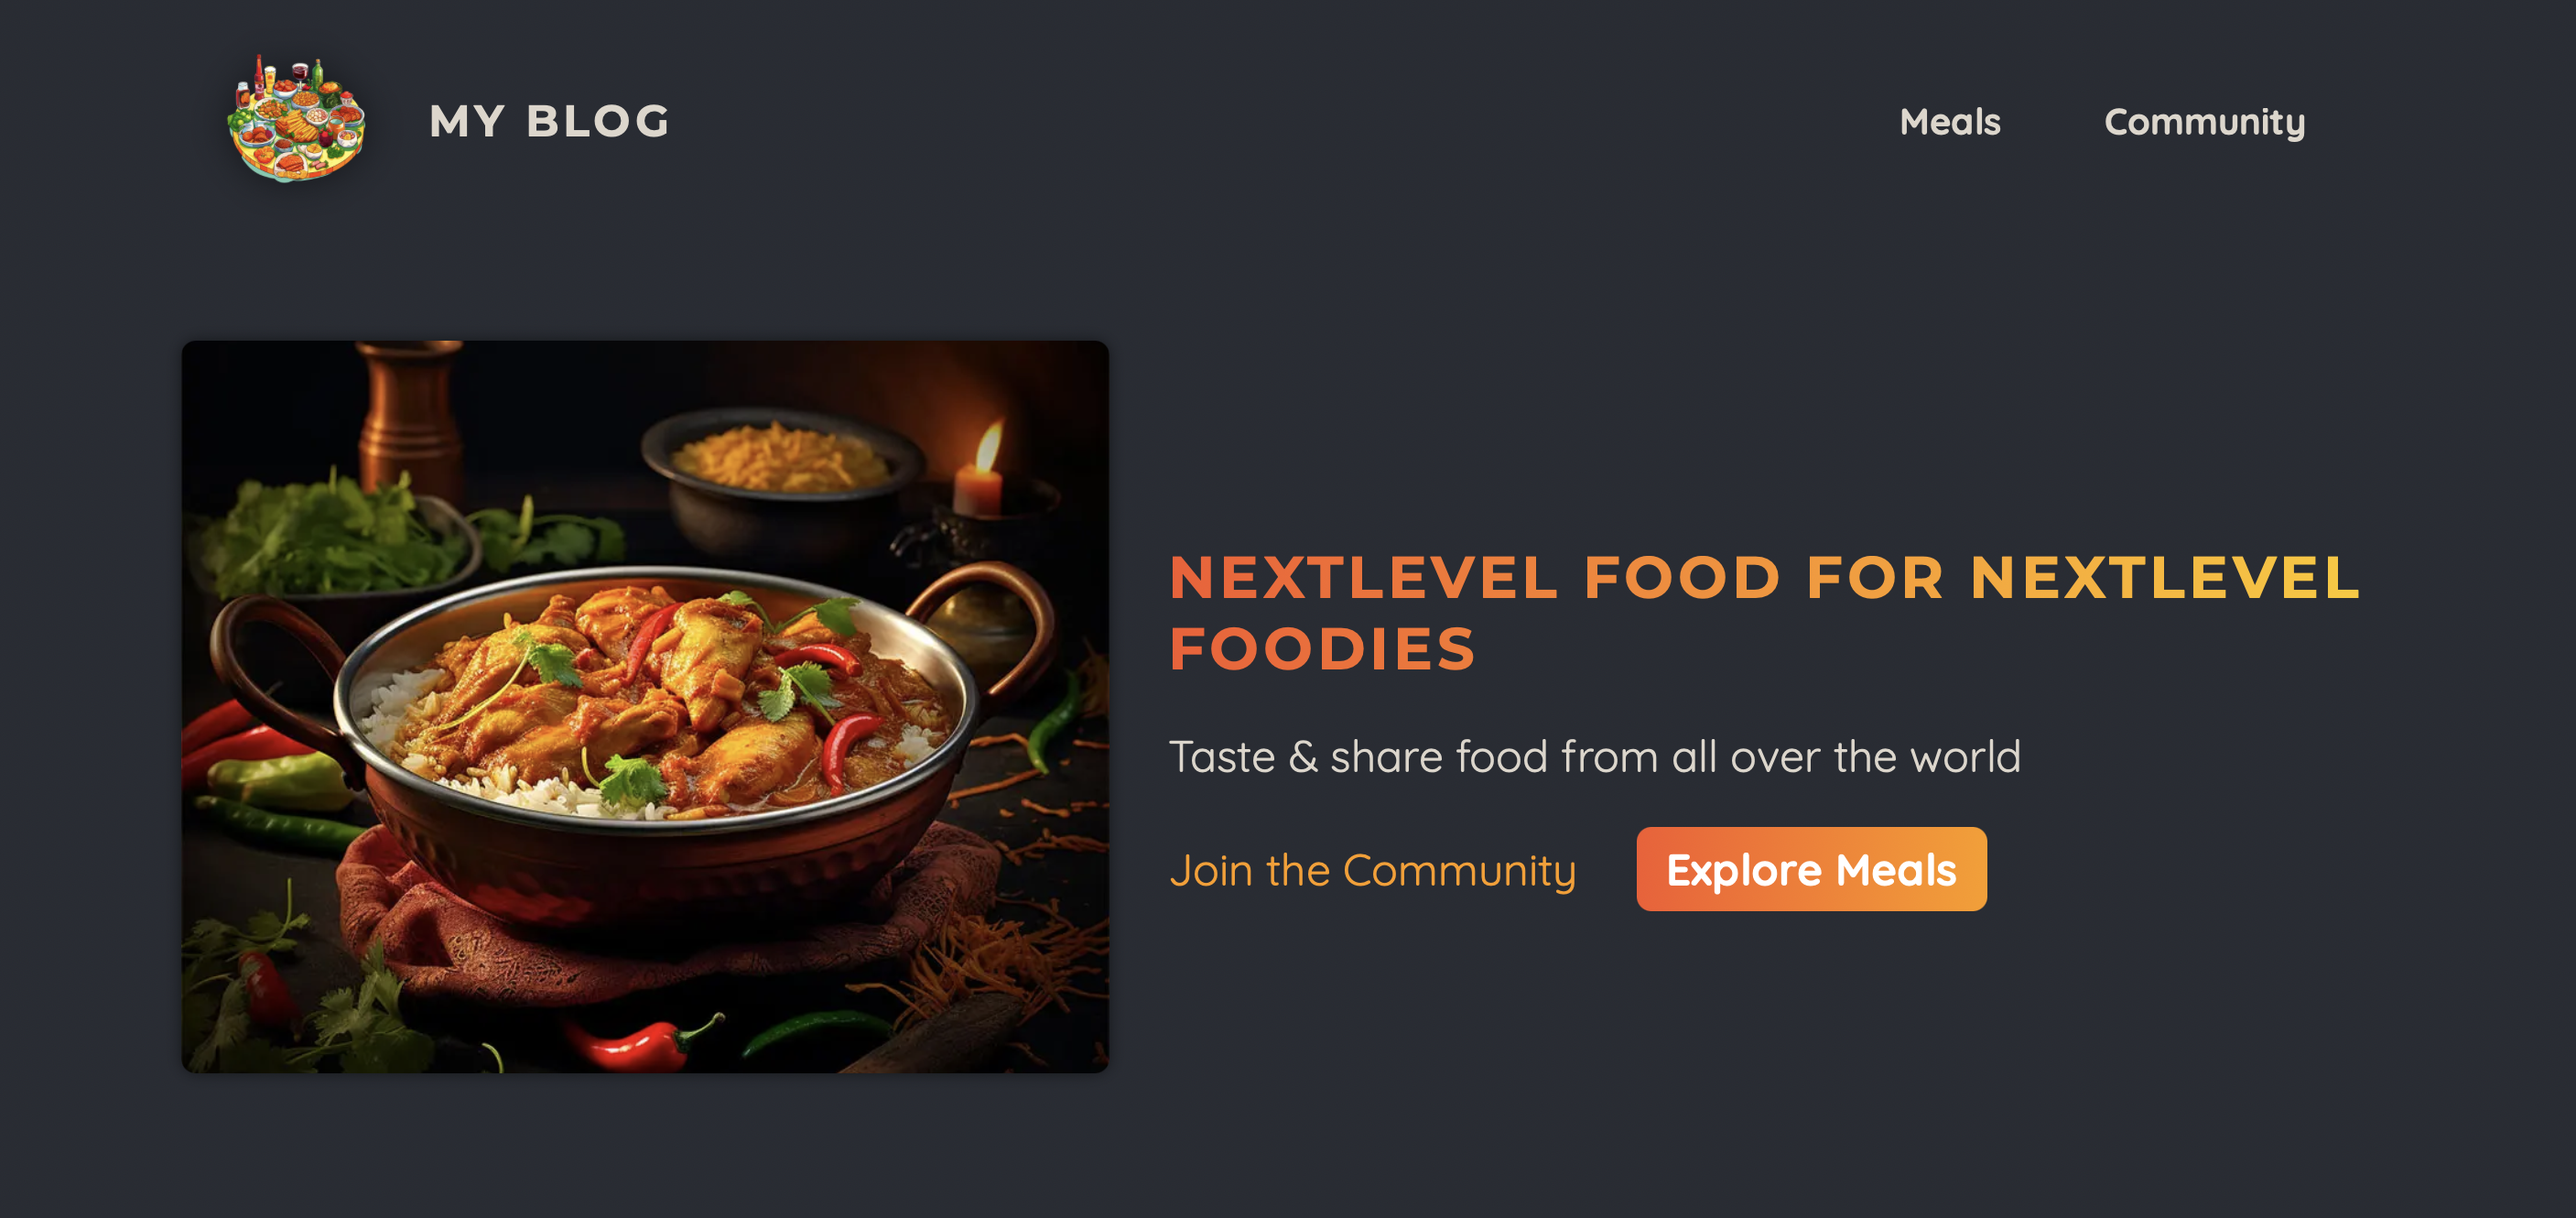 MY BLOG
Meals
Community
NEXTLEVEL FOOD FOR NEXTLEVEL
FOODIES
Taste & share food from all over the world
Join the Community
Explore Meals